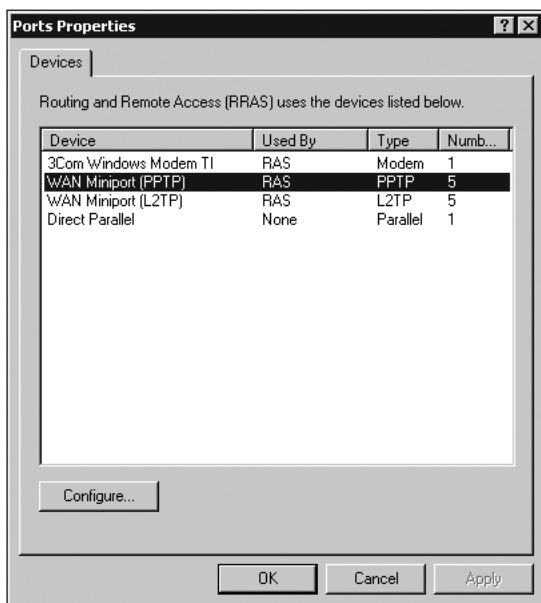 Ports Properties ? X
Devices
Routing and Remote Access (RRAS) uses the devices listed below.
Device Used By Type Numb...
3Com Windows Modem TI RAS Modem 1
WAN Miniport (PPTP) RAS PPTP 5
WAN Miniport (L2TP) RAS L2TP 5
Direct Parallel None Parallel 1
Configure...
OK Cancel Apply